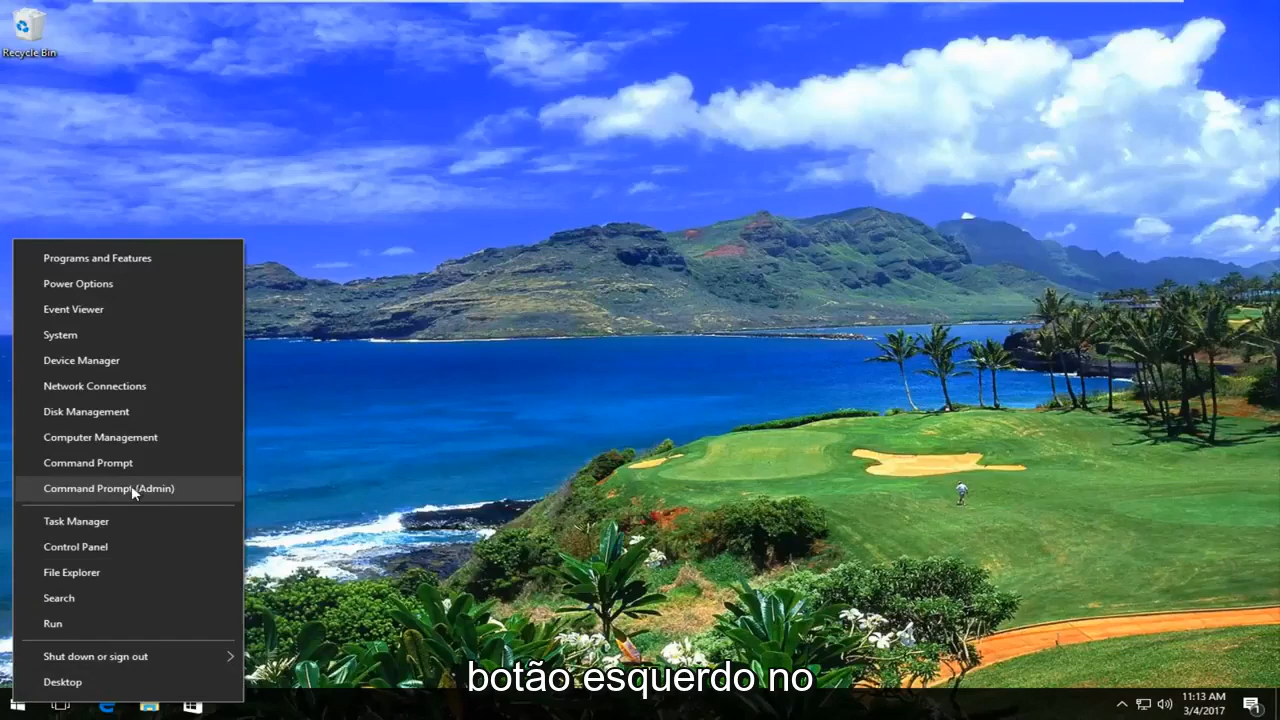 Recycle Bin
Programs and Features
Power Options
Event Viewer
System
Device Manager
Network Connections
Disk Management
Computer Management
Command Prompt
Command Prompt (Admin)
Task Manager
Control Panel
File Explorer
Search
Run
Shut down or sign out
Desktop
botão esquerdo no
11:13 AM
3/4/2017
1